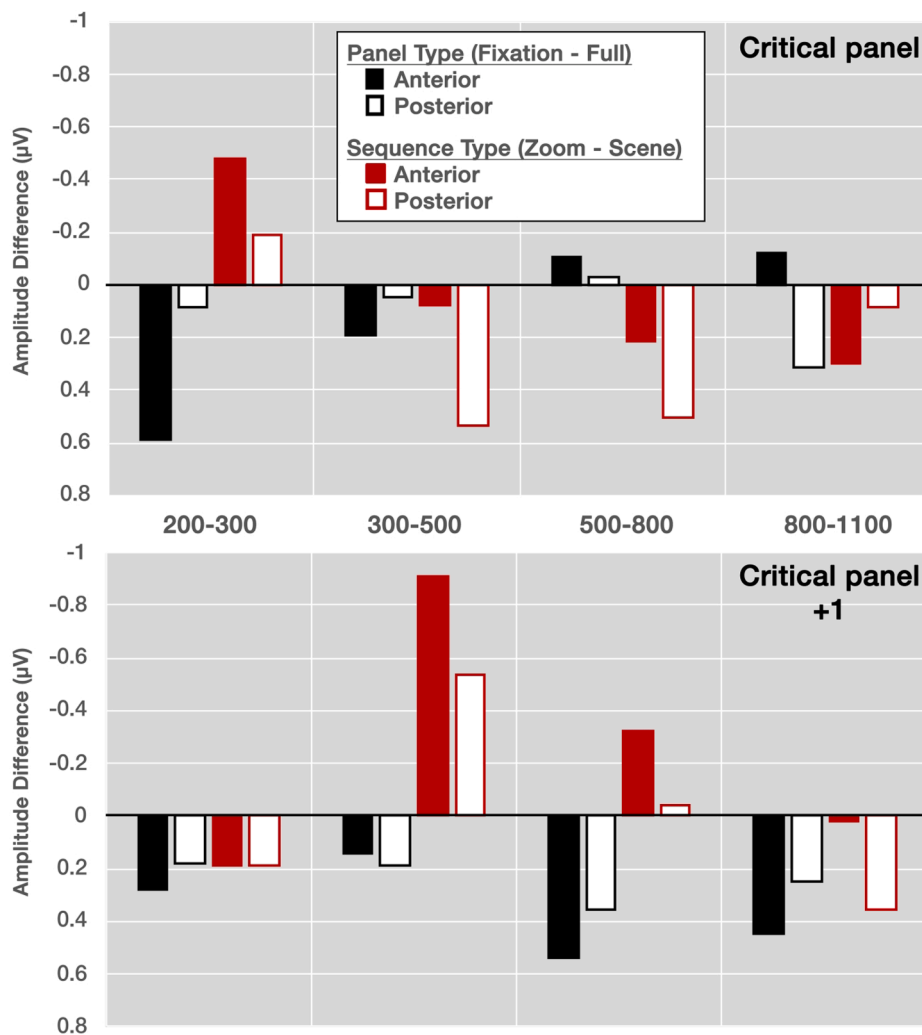 -1
-0.8
-0.6
-0.4
-0.2
0
0.2
0.4
0.6
0.8
Amplitude Difference (µV)
Critical panel
Panel Type (Fixation - Full)
Anterior
Posterior
Sequence Type (Zoom - Scene)
Anterior
Posterior
200-300 300-500 500-800 800-1100
-1
-0.8
-0.6
-0.4
-0.2
0
0.2
0.4
0.6
0.8
Amplitude Difference (µV)
Critical panel
+1